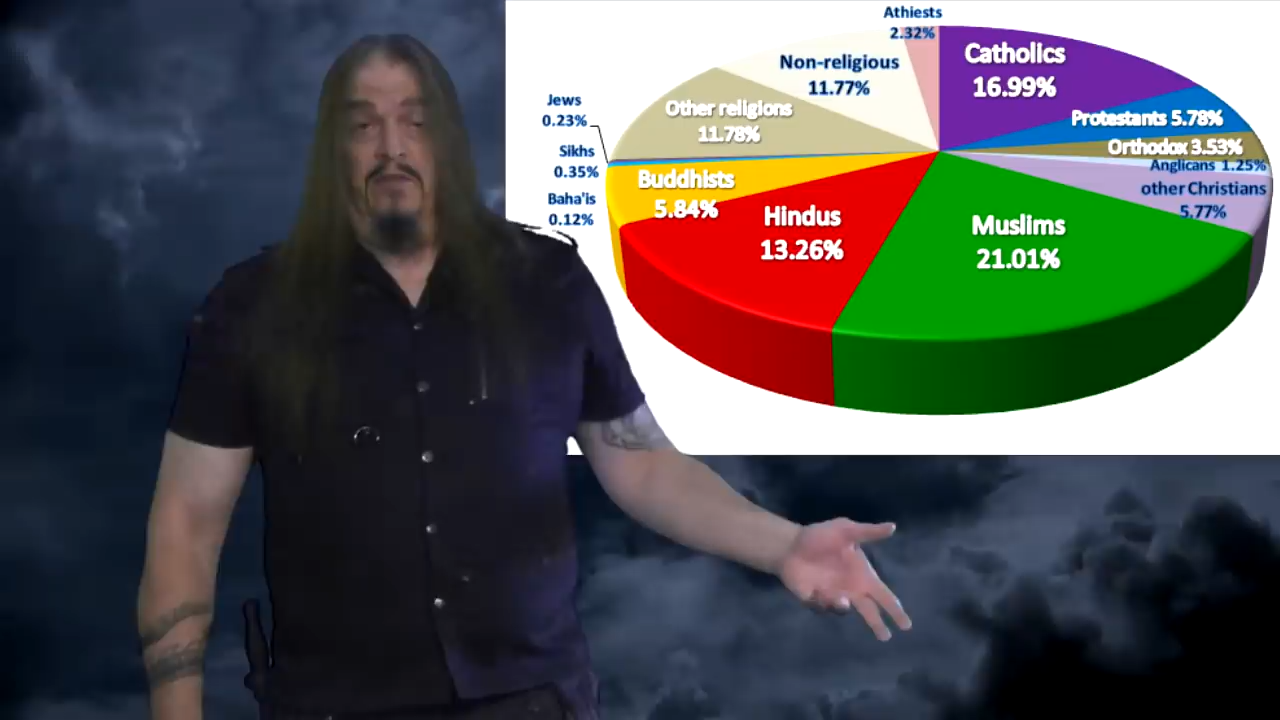 Athiests
2.32%
Catholics
16.99%
Non-religious
11.77%
Protestants 5.78%
Jews
0.23%
Other religions
11.78%
Orthodox 3.53%
Sikhs
0.35%
Anglicans 1.25%
other Christians
5.77%
Buddhists
5.84%
Baha'is
0.12%
Hindus
13.26%
Muslims
21.01%